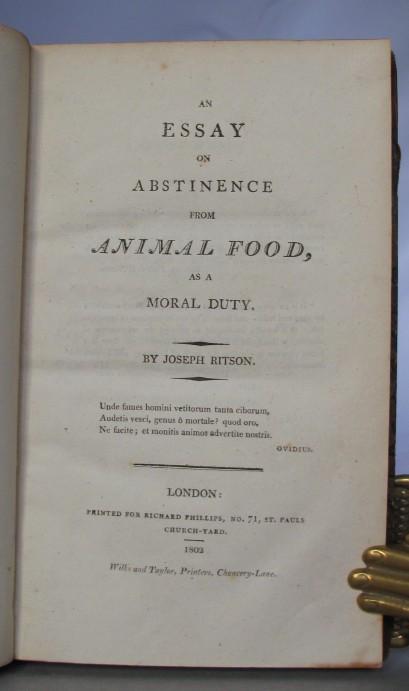 AN
ESSAY
ON
ABSTINENCE
FROM
ANIMAL FOOD,
AS A
MORAL DUTY.
BY JOSEPH RITSON.
Unde fames homini vetitorum tanta ciborum,
Audetis vesci, genus ô mortale? quod oro,
Ne facite; et monitis animos advertite nostris.
OVIDIUS.
LONDON:
PRINTED FOR RICHARD PHILLIPS, NO. 71, ST. PAULS
CHURCH-YARD.
1802
Wilks and Taylor, Printers, Chancery-Lane.